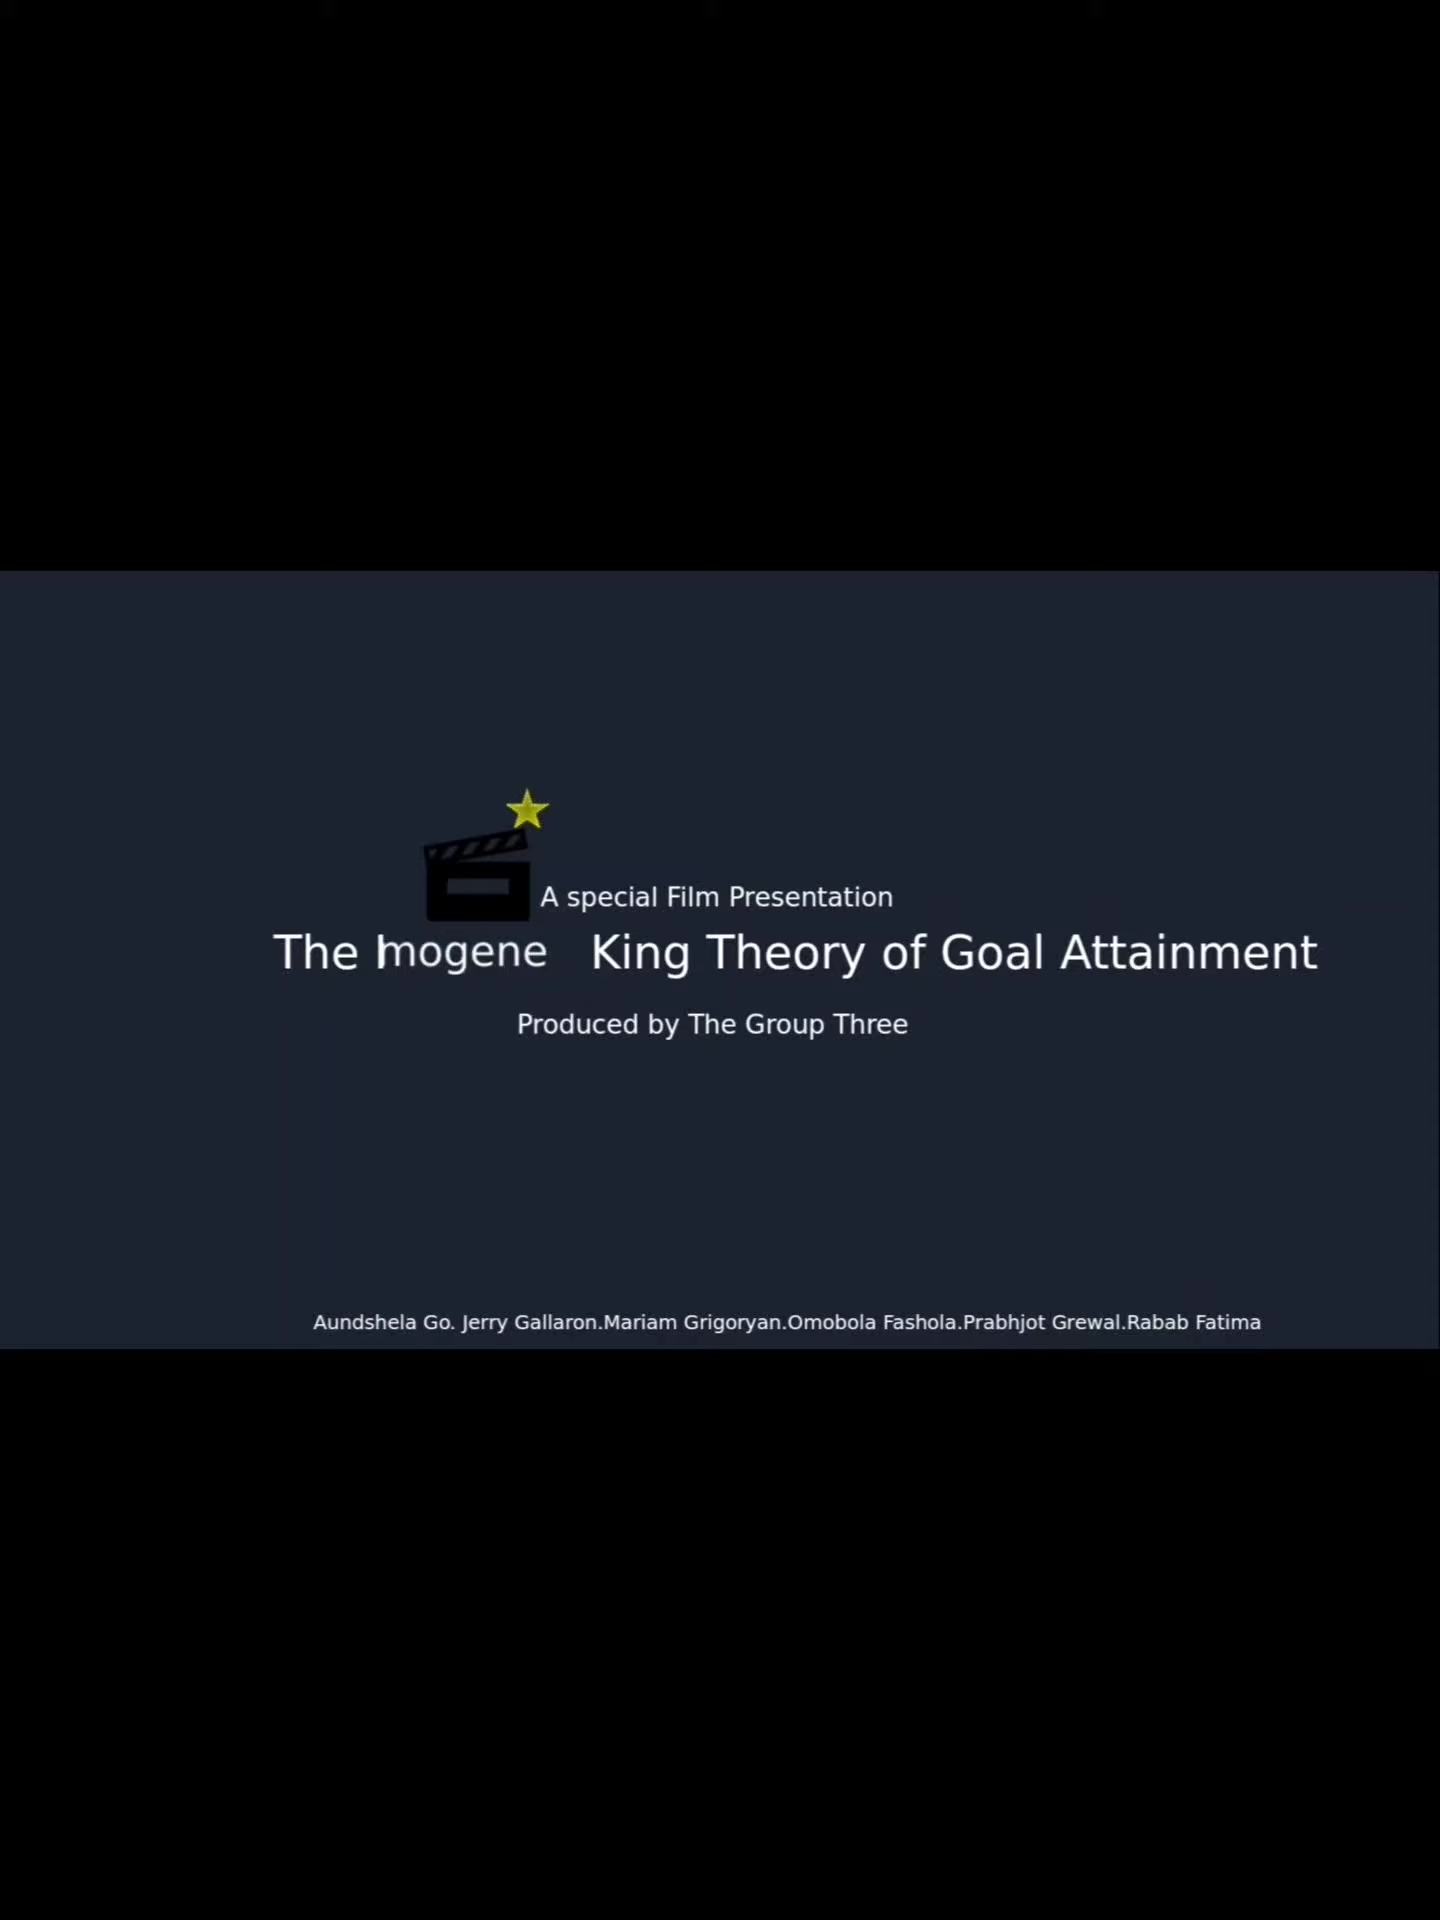 A special Film Presentation
The Imogene King Theory of Goal Attainment
Produced by The Group Three
Aundshela Go. Jerry Gallaron.Mariam Grigoryan.Omobola Fashola.Prabhjot Grewal.Rabab Fatima